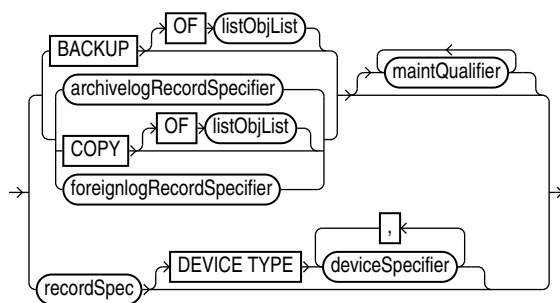 BACKUP OF listObjList
maintQualifier
archivelogRecordSpecifier
COPY OF listObjList
foreignlogRecordSpecifier
,
recordSpec DEVICE TYPE deviceSpecifier